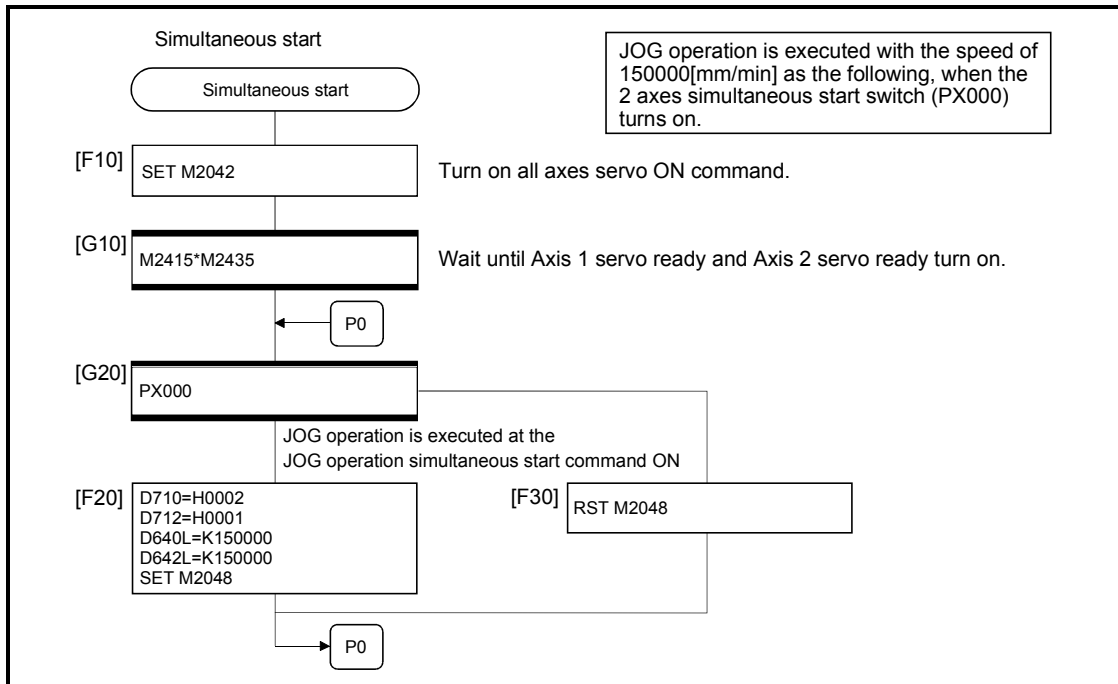 Simultaneous start
JOG operation is executed with the speed of
150000[mm/min] as the following, when the
2 axes simultaneous start switch (PX000)
turns on.
Simultaneous start
[F10]
SET M2042
Turn on all axes servo ON command.
[G10]
M2415*M2435
Wait until Axis 1 servo ready and Axis 2 servo ready turn on.
P0
[G20]
PX000
JOG operation is executed at the
JOG operation simultaneous start command ON
[F20]
D710=H0002
D712=H0001
D640L=K150000
D642L=K150000
SET M2048
[F30]
RST M2048
P0